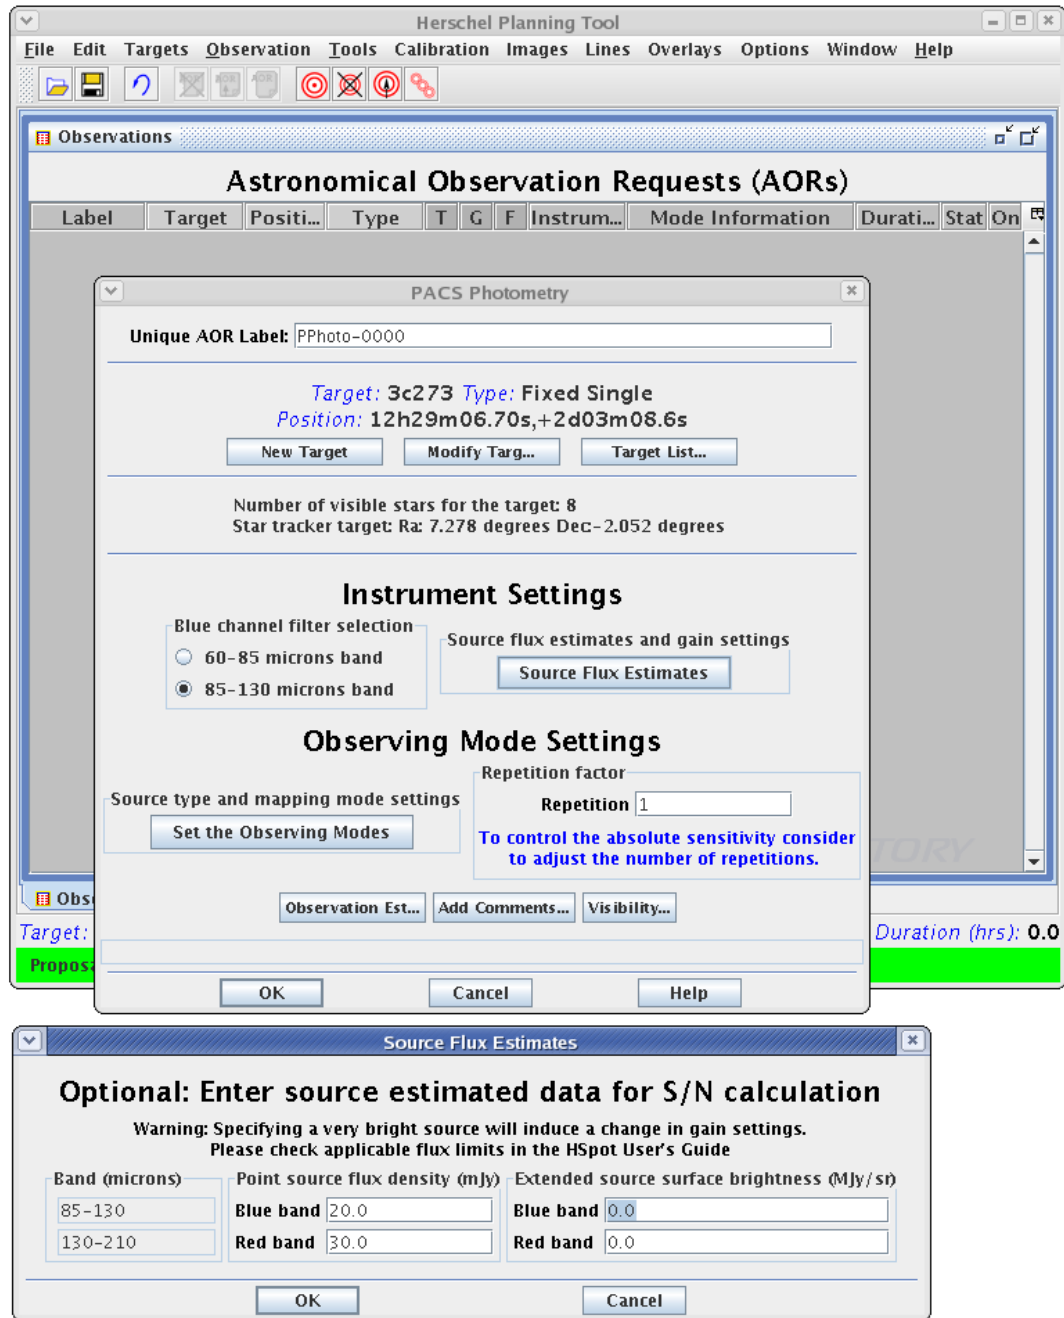 Herschel Planning Tool
File Edit Targets Observation Tools Calibration Images Lines Overlays Options Window Help
Observations
Astronomical Observation Requests (AORs)
Label Target Positi... Type T G F Instrum... Mode Information Durati... Stat On
PACS Photometry
Unique AOR Label: PPhoto-0000
Target: 3c273 Type: Fixed Single
Position: 12h29m06.70s,+2d03m08.6s
New Target Modify Targ... Target List...
Number of visible stars for the target: 8
Star tracker target: Ra: 7.278 degrees Dec:-2.052 degrees
Instrument Settings
Blue channel filter selection
60-85 microns band
85-130 microns band
Source flux estimates and gain settings
Source Flux Estimates
Observing Mode Settings
Source type and mapping mode settings
Set the Observing Modes
Repetition factor
Repetition 1
To control the absolute sensitivity consider
to adjust the number of repetitions.
TORY
Observation Est... Add Comments... Visibility...
Obs
Target: Duration (hrs): 0.0
Proposa
OK Cancel Help
Source Flux Estimates
Optional: Enter source estimated data for S/N calculation
Warning: Specifying a very bright source will induce a change in gain settings.
Please check applicable flux limits in the HSpot User's Guide
Band (microns) Point source flux density (mJy) Extended source surface brightness (MJy/sr)
85-130 Blue band 20.0 Blue band 0.0
130-210 Red band 30.0 Red band 0.0
OK Cancel